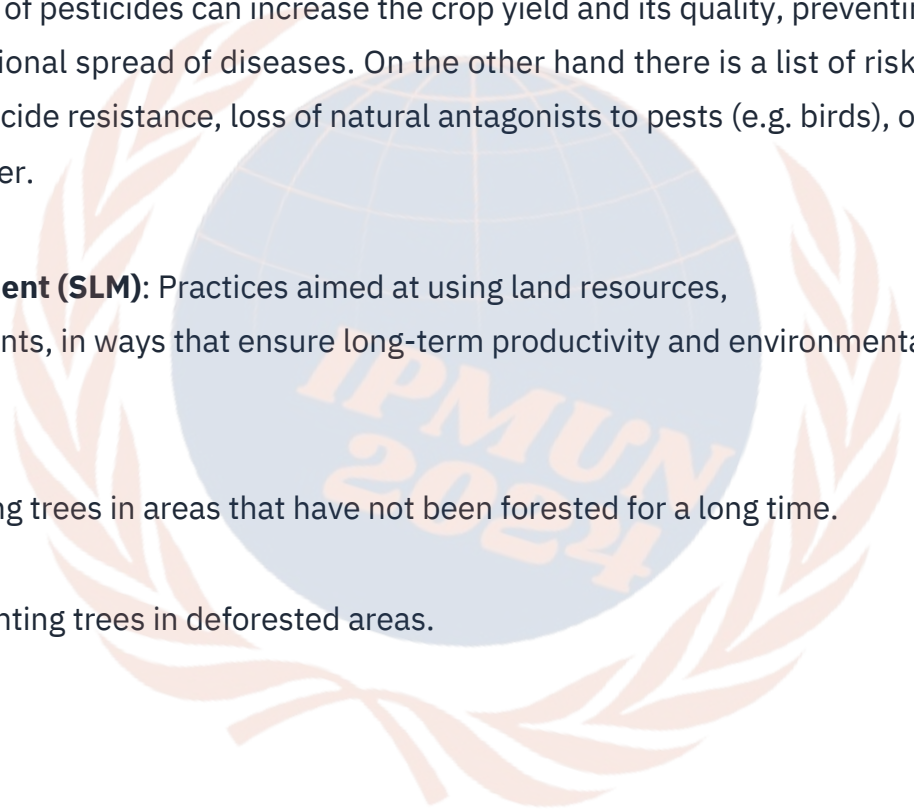 of pesticides can increase the crop yield and its quality, preventin
ional spread of diseases. On the other hand there is a list of risk
cide resistance, loss of natural antagonists to pests (e.g. birds), o
er.
ent (SLM): Practices aimed at using land resources,
nts, in ways that ensure long-term productivity and environmenta
IPMUN
2024
ng trees in areas that have not been forested for a long time.
nting trees in deforested areas.